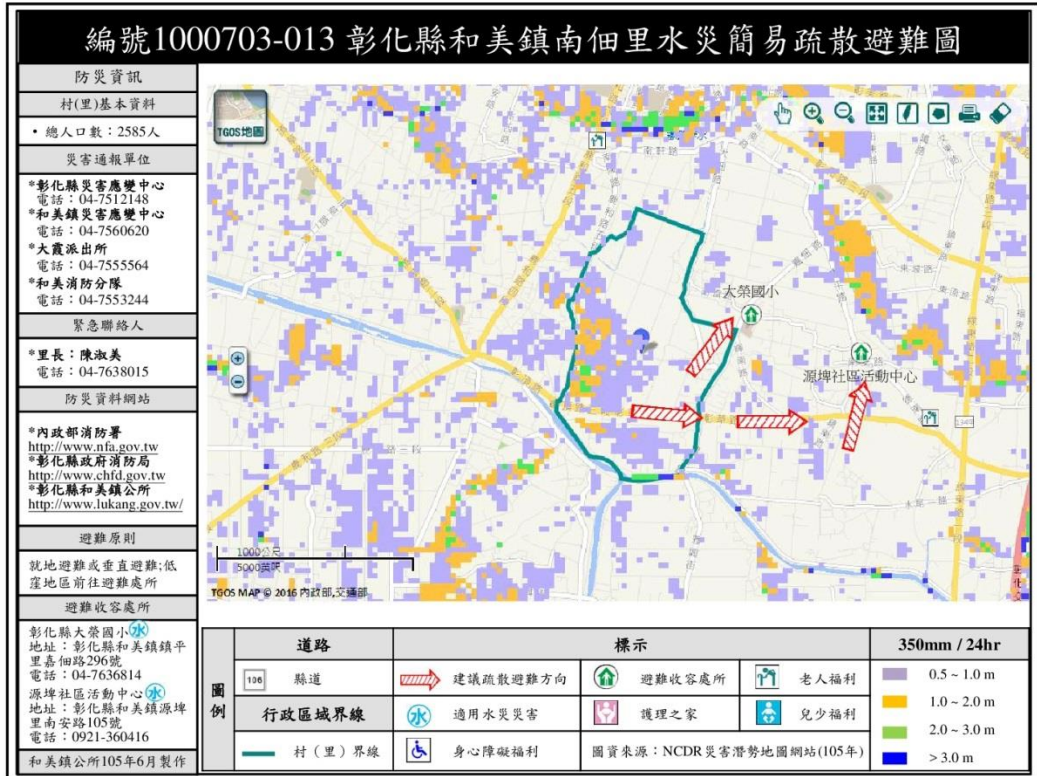 編號1000703-013 彰化縣和美鎮南佃里水災簡易疏散避難圖
防災資訊
村(里)基本資料
• 總人口數：2585人
災害通報單位
*彰化縣災害應變中心
電話：04-7512148
*和美鎮災害應變中心
電話：04-7560620
*大霞派出所
電話：04-7555564
*和美消防分隊
電話：04-7553244
緊急聯絡人
*里長：陳淑美
電話：04-7638015
防災資料網站
*內政部消防署
http://www.nfa.gov.tw
*彰化縣政府消防局
http://www.chfd.gov.tw
*彰化縣和美鎮公所
http://www.lukang.gov.tw/
避難原則
就地避難或垂直避難;低
窪地區前往避難處所
避難收容處所
彰化縣大榮國小水
地址：彰化縣和美鎮鎮平
里嘉佃路296號
電話：04-7636814
源埤社區活動中心水
地址：彰化縣和美鎮源埤
里南安路105號
電話：0921-360416
和美鎮公所105年6月製作
TGOS地圖
大榮國小
源埤社區活動中心
1000公尺
5000英呎
TGOS MAP © 2016 內政部,交通部
圖例
道路
106 縣道
行政區域界線
村（里）界線
標示
建議疏散避難方向
避難收容處所
老人福利
水 適用水災災害
護理之家
兒少福利
身心障礙福利
圖資來源：NCDR災害潛勢地圖網站(105年)
350mm / 24hr
0.5 ~ 1.0 m
1.0 ~ 2.0 m
2.0 ~ 3.0 m
> 3.0 m